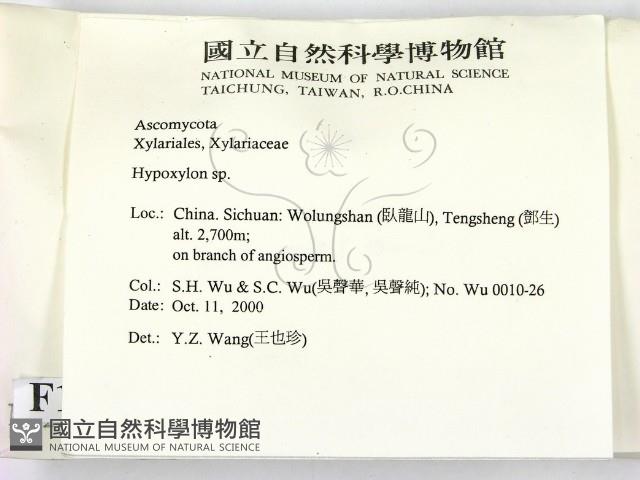 國立自然科學博物館
NATIONAL MUSEUM OF NATURAL SCIENCE
TAICHUNG, TAIWAN, R.O.CHINA
Ascomycota
Xylariales, Xylariaceae
Hypoxylon sp.
Loc.: China. Sichuan: Wolungshan (臥龍山), Tengsheng (鄧生)
alt. 2,700m;
on branch of angiosperm.
Col.: S.H. Wu & S.C. Wu(吳聲華, 吳聲純); No. Wu 0010-26
Date: Oct. 11, 2000
Det.: Y.Z. Wang(王也珍)
國立自然科學博物館
NATIONAL MUSEUM OF NATURAL SCIENCE